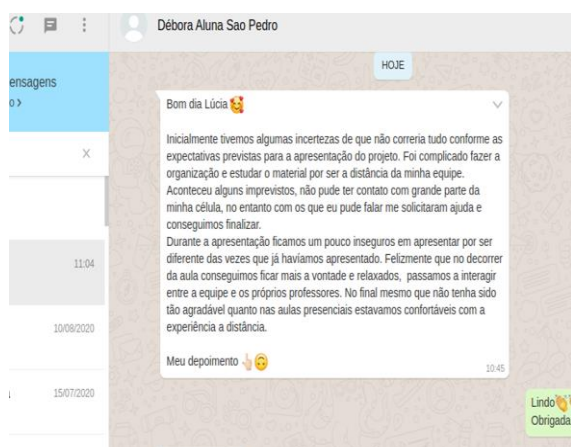 Débora Aluna Sao Pedro
HOJE
ensagens
o >
Bom dia Lúcia 🥰
Inicialmente tivemos algumas incertezas de que não correria tudo conforme as
expectativas previstas para a apresentação do projeto. Foi complicado fazer a
organização e estudar o material por ser a distância da minha equipe.
Aconteceu alguns imprevistos, não pude ter contato com grande parte da
minha célula, no entanto com os que eu pude falar me solicitaram ajuda e
conseguimos finalizar.
Durante a apresentação ficamos um pouco inseguros em apresentar por ser
diferente das vezes que já havíamos apresentado. Felizmente que no decorrer
da aula conseguimos ficar mais a vontade e relaxados,  passamos a interagir
entre a equipe e os próprios professores. No final mesmo que não tenha sido
tão agradável quanto nas aulas presenciais estavamos confortáveis com a
experiência a distância.
Meu depoimento 👆🏻🙃
10:45
11:04
10/08/2020
15/07/2020
Lindo👏
Obrigada